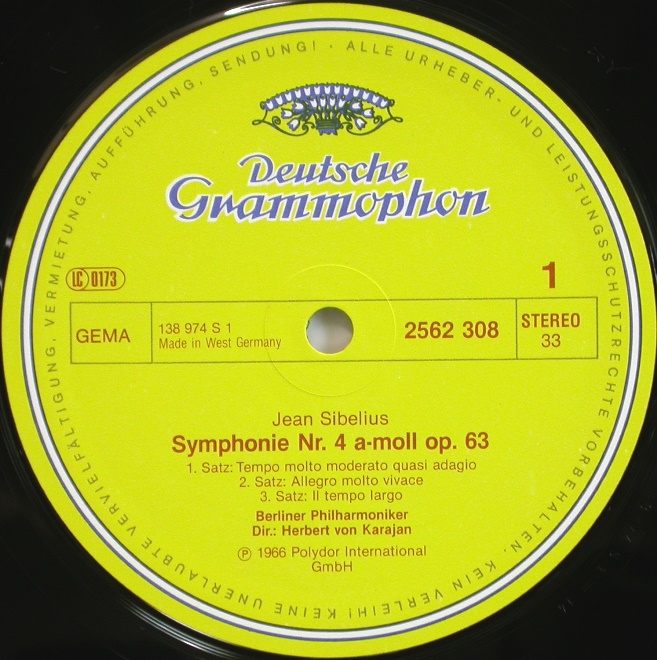 ALLE URHEBER- UND LEISTUNGSSCHUTZRECHTE VORBEHALTEN. KEIN VERLEIH! KEINE UNERLAUBTE VERVIELFÄLTIGUNG, VERMIETUNG, AUFFÜHRUNG, SENDUNG! ·
Deutsche
Grammophon
LC 0173
1
GEMA
138 974 S 1
Made in West Germany
2562 308
STEREO
33
Jean Sibelius
Symphonie Nr. 4 a-moll op. 63
1. Satz: Tempo molto moderato quasi adagio
2. Satz: Allegro molto vivace
3. Satz: Il tempo largo
Berliner Philharmoniker
Dir.: Herbert von Karajan
Ⓟ 1966 Polydor International
GmbH